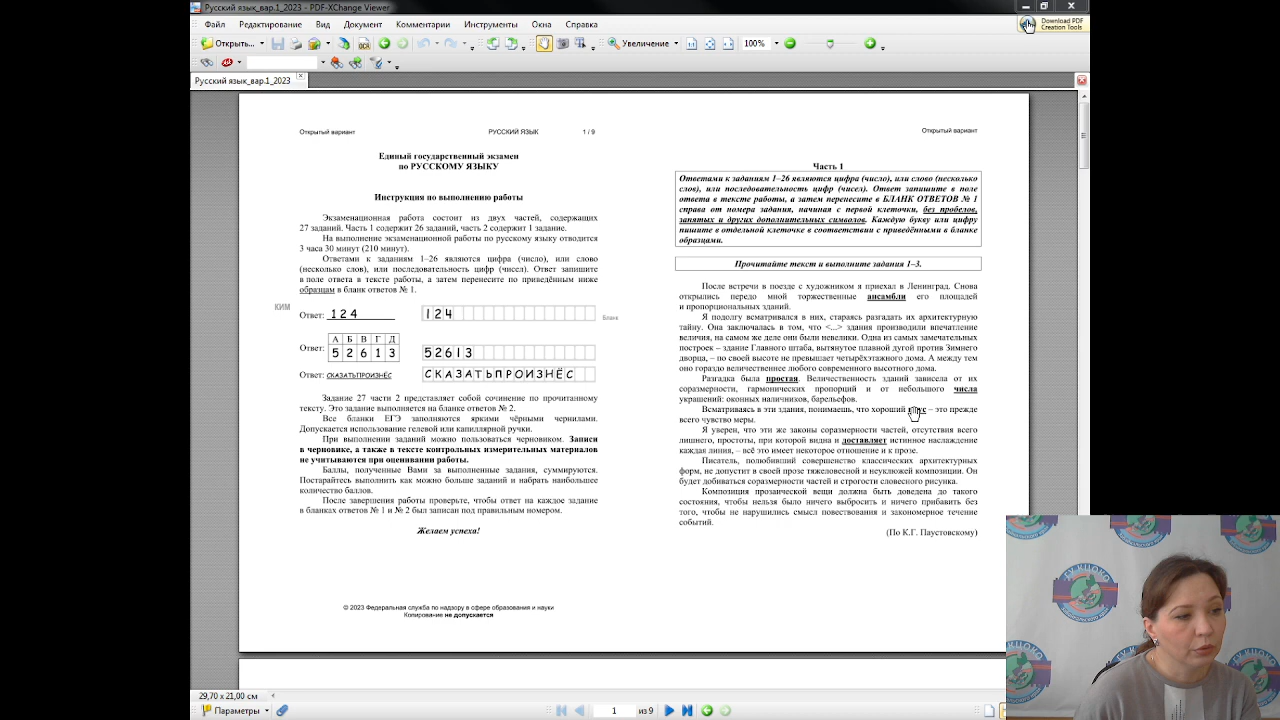 Русский язык_вар.1_2023 - PDF-XChange Viewer
Файл Правка Вид Документ Комментарии Инструменты Окна Справка
Download PDF
Creation Tools
Открыть... OCR Увеличение 100%
Русский язык_вар.1_2023
Открытый вариант РУССКИЙ ЯЗЫК 1 / 9
Единый государственный экзамен
по РУССКОМУ ЯЗЫКУ
Инструкция по выполнению работы
Экзаменационная работа состоит из двух частей, содержащих
27 заданий. Часть 1 содержит 26 заданий, часть 2 содержит 1 задание.
На выполнение экзаменационной работы по русскому языку отводится
3 часа 30 минут (210 минут).
Ответами к заданиям 1–26 являются цифра (число), или слово
(несколько слов), или последовательность цифр (чисел). Ответ запишите
в поле ответа в тексте работы, а затем перенесите по приведённым ниже
образцам в бланк ответов № 1.
КИМ
Ответ: 1 2 4 1 2 4
Бланк
А Б В Г Д
Ответ: 5 2 6 1 3 5 2 6 1 3
Ответ: СКАЗАТЬПРОИЗНЁС СКАЗАТЬПРОИЗНЁС
Задание 27 части 2 представляет собой сочинение по прочитанному
тексту. Это задание выполняется на бланке ответов № 2.
Все бланки ЕГЭ заполняются яркими чёрными чернилами.
Допускается использование гелевой или капиллярной ручки.
При выполнении заданий можно пользоваться черновиком. Записи
в черновике, а также в тексте контрольных измерительных материалов
не учитываются при оценивании работы.
Баллы, полученные Вами за выполненные задания, суммируются.
Постарайтесь выполнить как можно больше заданий и набрать наибольшее
количество баллов.
После завершения работы проверьте, чтобы ответ на каждое задание
в бланках ответов № 1 и № 2 был записан под правильным номером.
Желаем успеха!
© 2023 Федеральная служба по надзору в сфере образования и науки
Копирование не допускается
Открытый вариант
Часть 1
Ответами к заданиям 1–26 являются цифра (число), или слово (несколько
слов), или последовательность цифр (чисел). Ответ запишите в поле
ответа в тексте работы, а затем перенесите в БЛАНК ОТВЕТОВ № 1
справа от номера задания, начиная с первой клеточки, без пробелов,
запятых и других дополнительных символов. Каждую букву или цифру
пишите в отдельной клеточке в соответствии с приведёнными в бланке
образцами.
Прочитайте текст и выполните задания 1–3.
После встречи в поезде с художником я приехал в Ленинград. Снова
открылись передо мной торжественные ансамбли его площадей
и пропорциональных зданий.
Я подолгу всматривался в них, стараясь разгадать их архитектурную
тайну. Она заключалась в том, что <...> здания производили впечатление
величия, на самом же деле они были невелики. Одна из самых замечательных
построек – здание Главного штаба, вытянутое плавной дугой против Зимнего
дворца, – по своей высоте не превышает четырёхэтажного дома. А между тем
оно гораздо величественнее любого современного высотного дома.
Разгадка была простая. Величественность зданий зависела от их
соразмерности, гармонических пропорций и от небольшого числа
украшений: оконных наличников, барельефов.
Всматриваясь в эти здания, понимаешь, что хороший – это прежде
всего чувство меры.
Я уверен, что эти же законы соразмерности частей, отсутствия всего
лишнего, простоты, при которой видна и доставляет истинное наслаждение
каждая линия, – всё это имеет некоторое отношение и к прозе.
Писатель, полюбивший совершенство классических архитектурных
форм, не допустит в своей прозе тяжеловесной и неуклюжей композиции. Он
будет добиваться соразмерности частей и строгости словесного рисунка.
Композиция прозаической вещи должна быть доведена до такого
состояния, чтобы нельзя было ничего выбросить и ничего прибавить без
того, чтобы не нарушились смысл повествования и закономерное течение
событий.
(По К.Г. Паустовскому)
29,70 x 21,00 см
Параметры 1 из 9